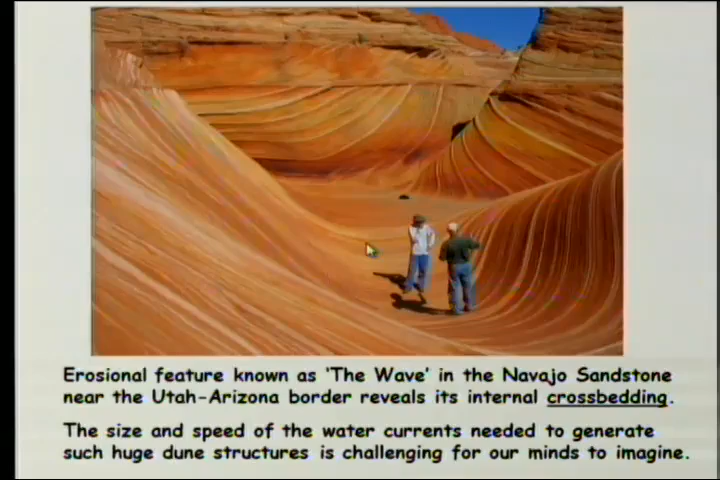 Erosional feature known as 'The Wave' in the Navajo Sandstone
near the Utah-Arizona border reveals its internal crossbedding.
The size and speed of the water currents needed to generate
such huge dune structures is challenging for our minds to imagine.